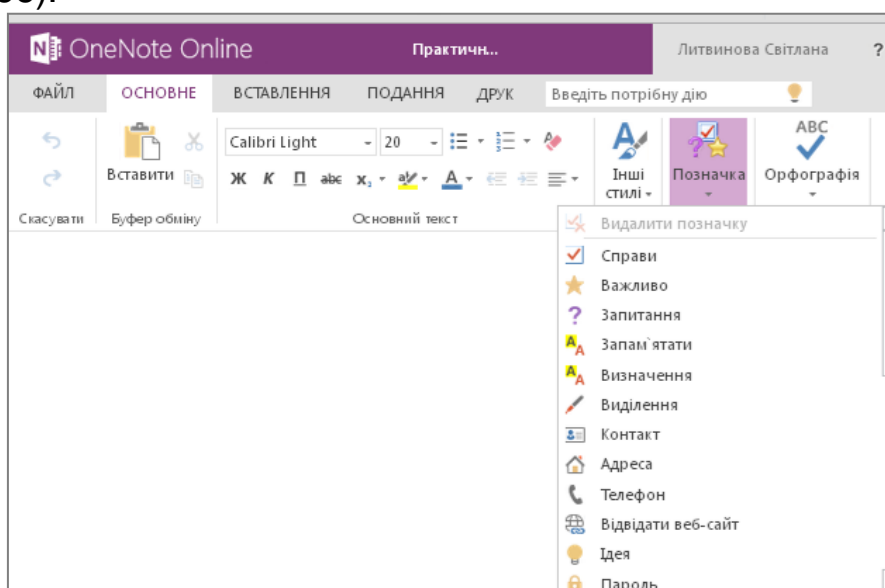 OneNote Online Практичн... Литвинова Світлана ?
ФАЙЛ ОСНОВНЕ ВСТАВЛЕННЯ ПОДАННЯ ДРУК Введіть потрібну дію
Вставити
Calibri Light 20
Ж К П abc x₂ ab A
Інші стилі
Позначка
ABC
Орфографія
Скасувати Буфер обміну Основний текст
Видалити позначку
Справи
Важливо
? Запитання
Запам`ятати
Визначення
Виділення
Контакт
Адреса
Телефон
Відвідати веб-сайт
Ідея
Пароль